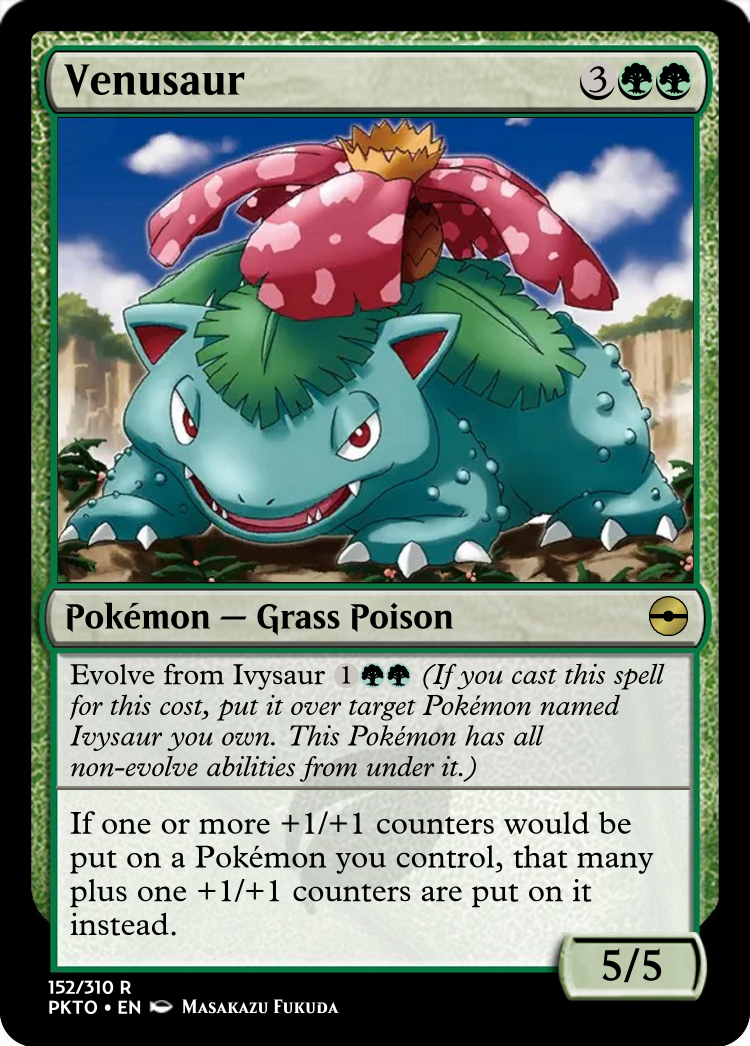 Venusaur 3
Pokémon — Grass Poison
Evolve from Ivysaur 1 (If you cast this spell
for this cost, put it over target Pokémon named
Ivysaur you own. This Pokémon has all
non-evolve abilities from under it.)
If one or more +1/+1 counters would be
put on a Pokémon you control, that many
plus one +1/+1 counters are put on it
instead.
5/5
152/310 R
PKTO • EN Masakazu Fukuda